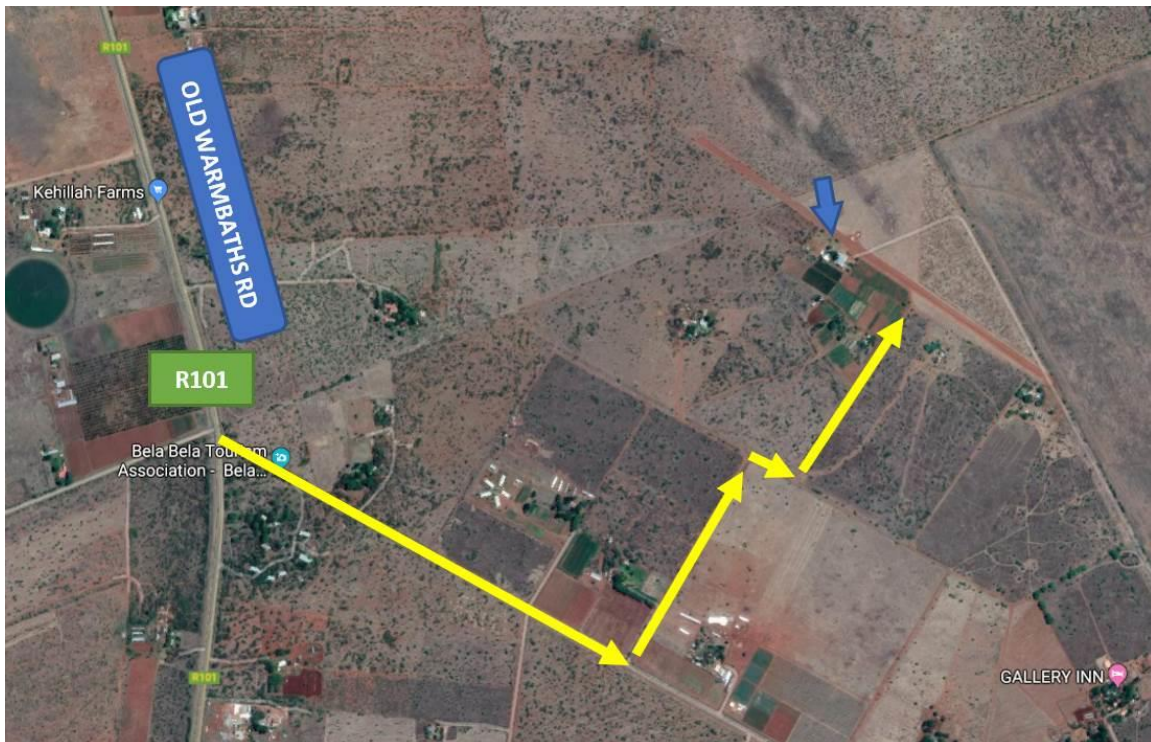 R101
OLD WARMBATHS RD
Kehillah Farms
R101
Bela Bela Tourism
Association - Bela...
R101
GALLERY INN